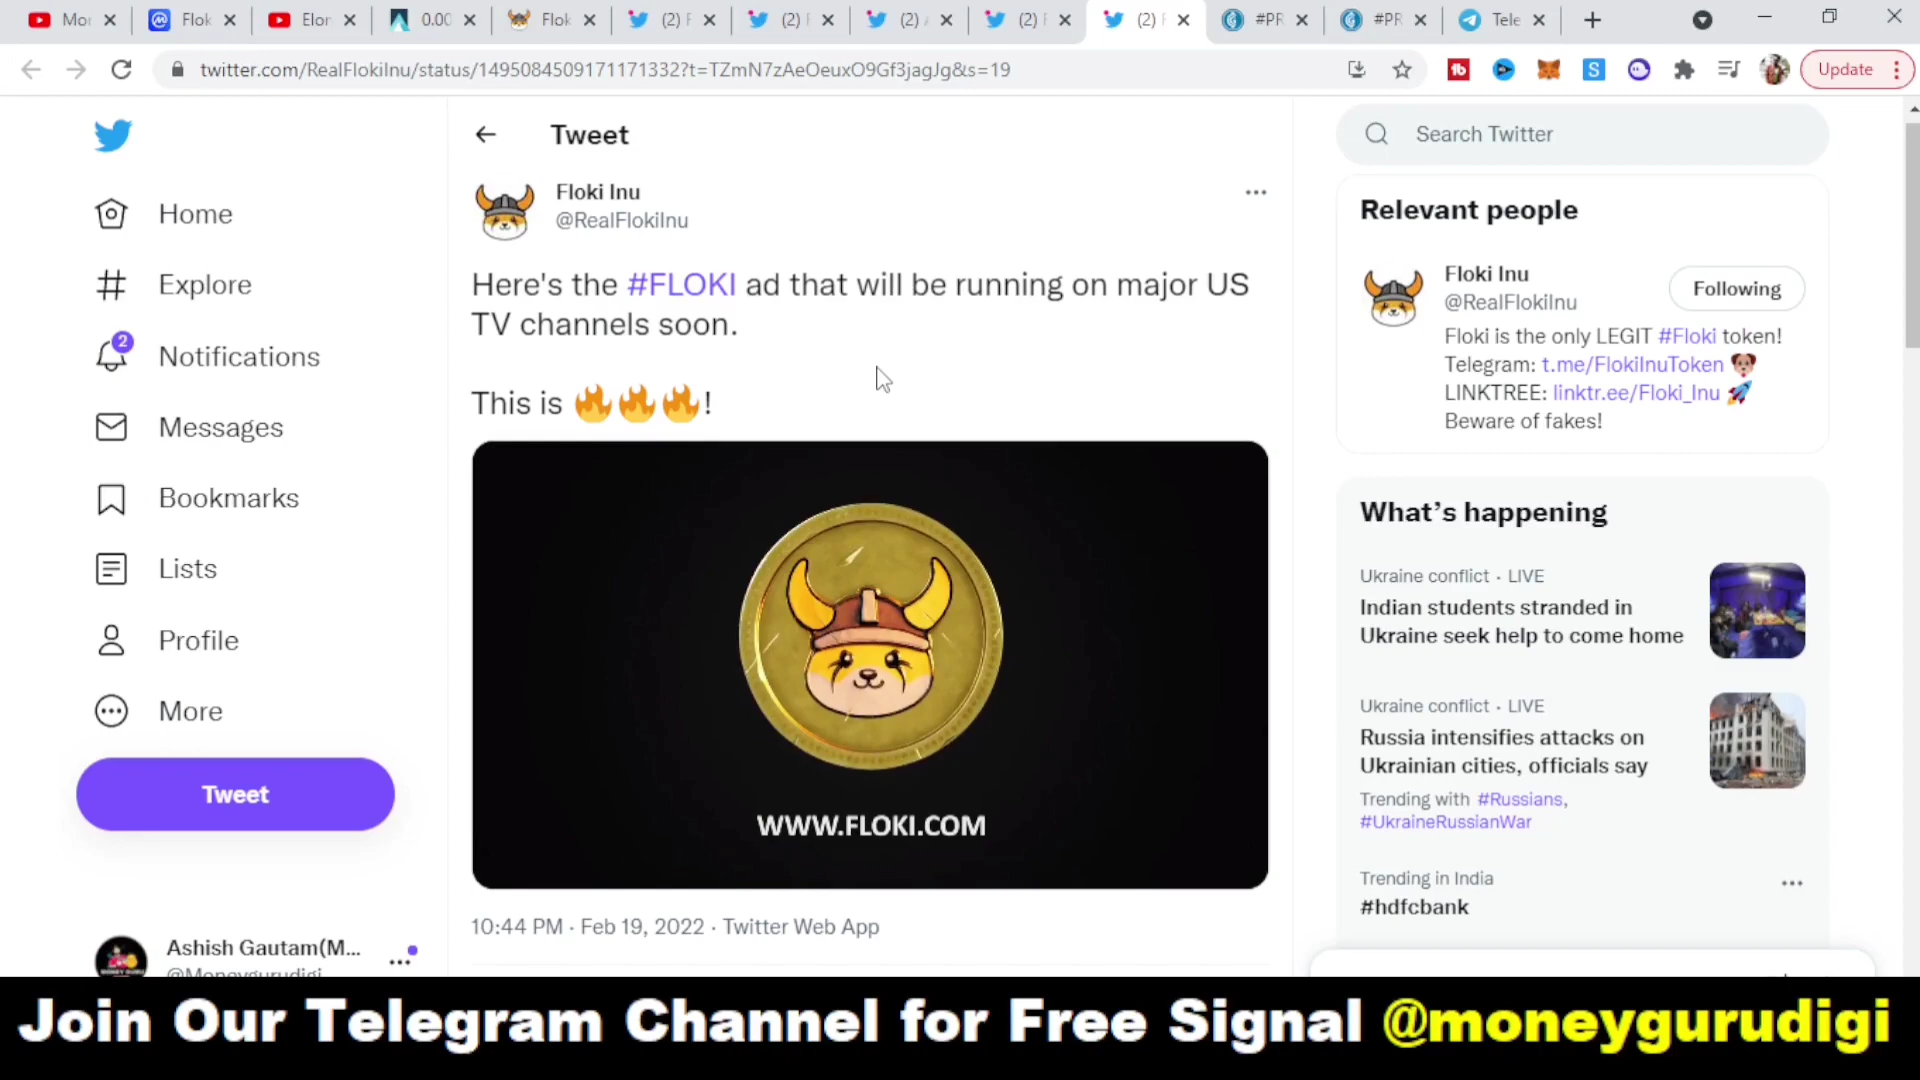 Mor
Flok
Elor
0.00
Flok
(2) F
(2) F
(2) A
(2) F
(2) F
#PR
#PR
Tele
twitter.com/RealFlokiInu/status/1495084509171171332?t=TZmN7zAeOeuxO9Gf3jagJg&s=19
Update
Home
Explore
2
Notifications
Messages
Bookmarks
Lists
Profile
More
Tweet
Ashish Gautam(M...
@Moneygurudigi
Tweet
Floki Inu
@RealFlokiInu
Here's the #FLOKI ad that will be running on major US
TV channels soon.
This is 🔥🔥🔥!
WWW.FLOKI.COM
10:44 PM · Feb 19, 2022 · Twitter Web App
Search Twitter
Relevant people
Floki Inu
@RealFlokiInu
Following
Floki is the only LEGIT #Floki token!
Telegram: t.me/FlokiInuToken 🐶
LINKTREE: linktr.ee/Floki_Inu 🚀
Beware of fakes!
What's happening
Ukraine conflict · LIVE
Indian students stranded in
Ukraine seek help to come home
Ukraine conflict · LIVE
Russia intensifies attacks on
Ukrainian cities, officials say
Trending with #Russians,
#UkraineRussianWar
Trending in India
#hdfcbank
Join Our Telegram Channel for Free Signal @moneygurudigi